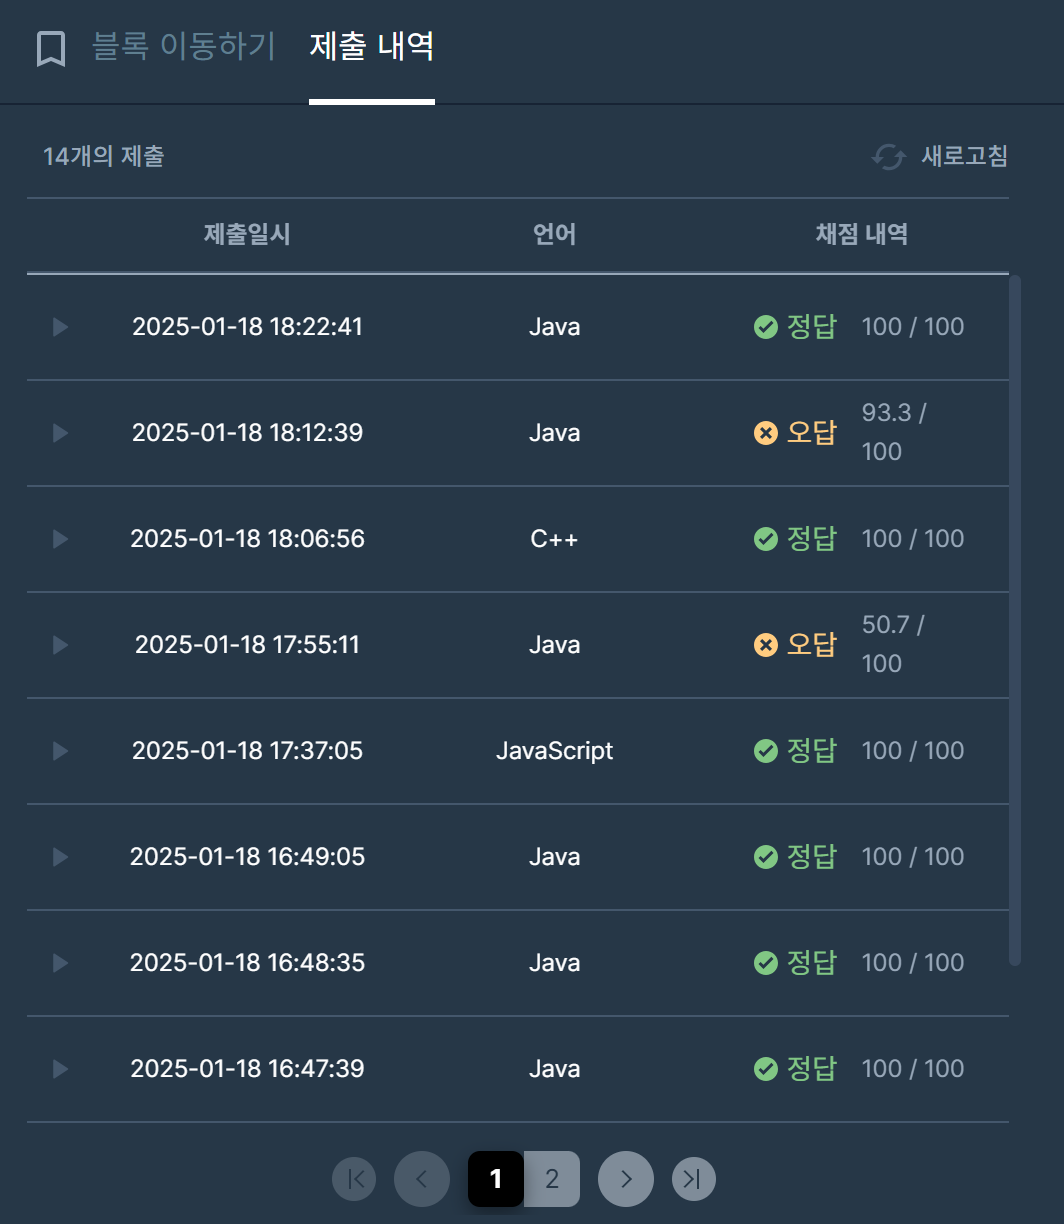 블록 이동하기 제출 내역
14개의 제출 새로고침
제출일시 언어 채점 내역
2025-01-18 18:22:41 Java 정답 100 / 100
2025-01-18 18:12:39 Java 오답 93.3 /
100
2025-01-18 18:06:56 C++ 정답 100 / 100
2025-01-18 17:55:11 Java 오답 50.7 /
100
2025-01-18 17:37:05 JavaScript 정답 100 / 100
2025-01-18 16:49:05 Java 정답 100 / 100
2025-01-18 16:48:35 Java 정답 100 / 100
2025-01-18 16:47:39 Java 정답 100 / 100
1 2